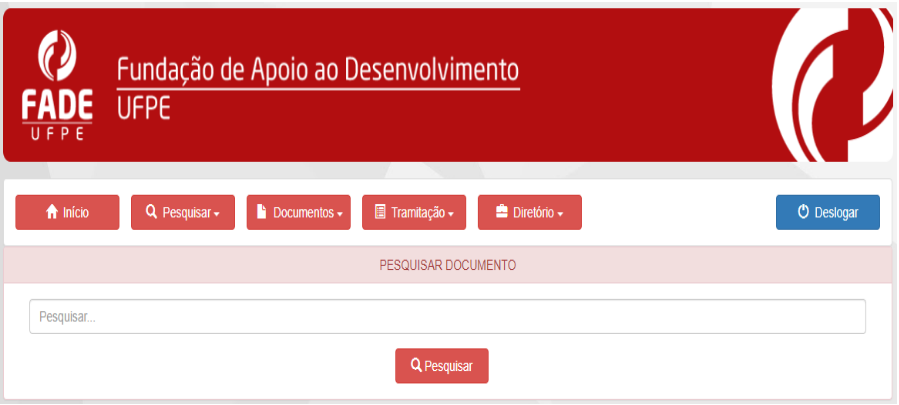 FADE
UFPE
Fundação de Apoio ao Desenvolvimento
UFPE
Início
Pesquisar
Documentos
Tramitação
Diretório
Deslogar
PESQUISAR DOCUMENTO
Pesquisar...
Pesquisar